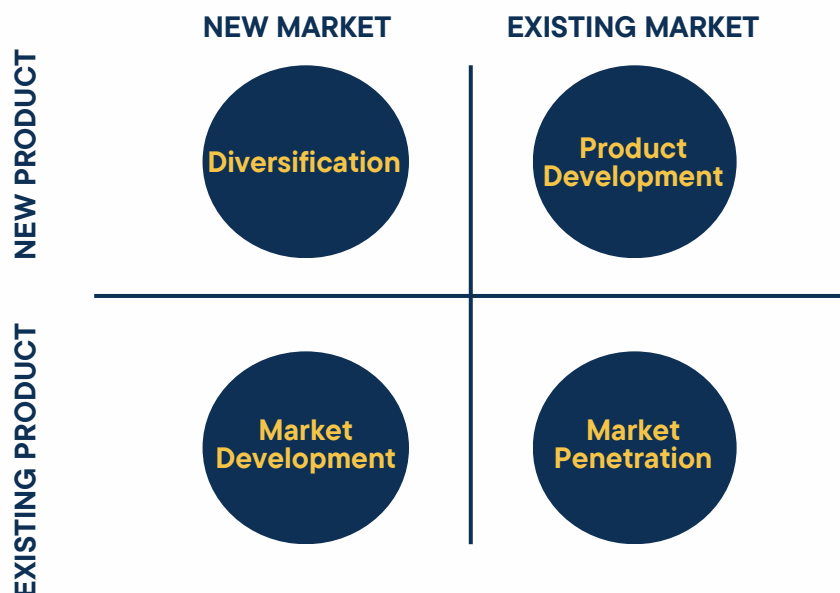 NEW MARKET
EXISTING MARKET
NEW PRODUCT
Diversification
Product
Development
EXISTING PRODUCT
Market
Development
Market
Penetration